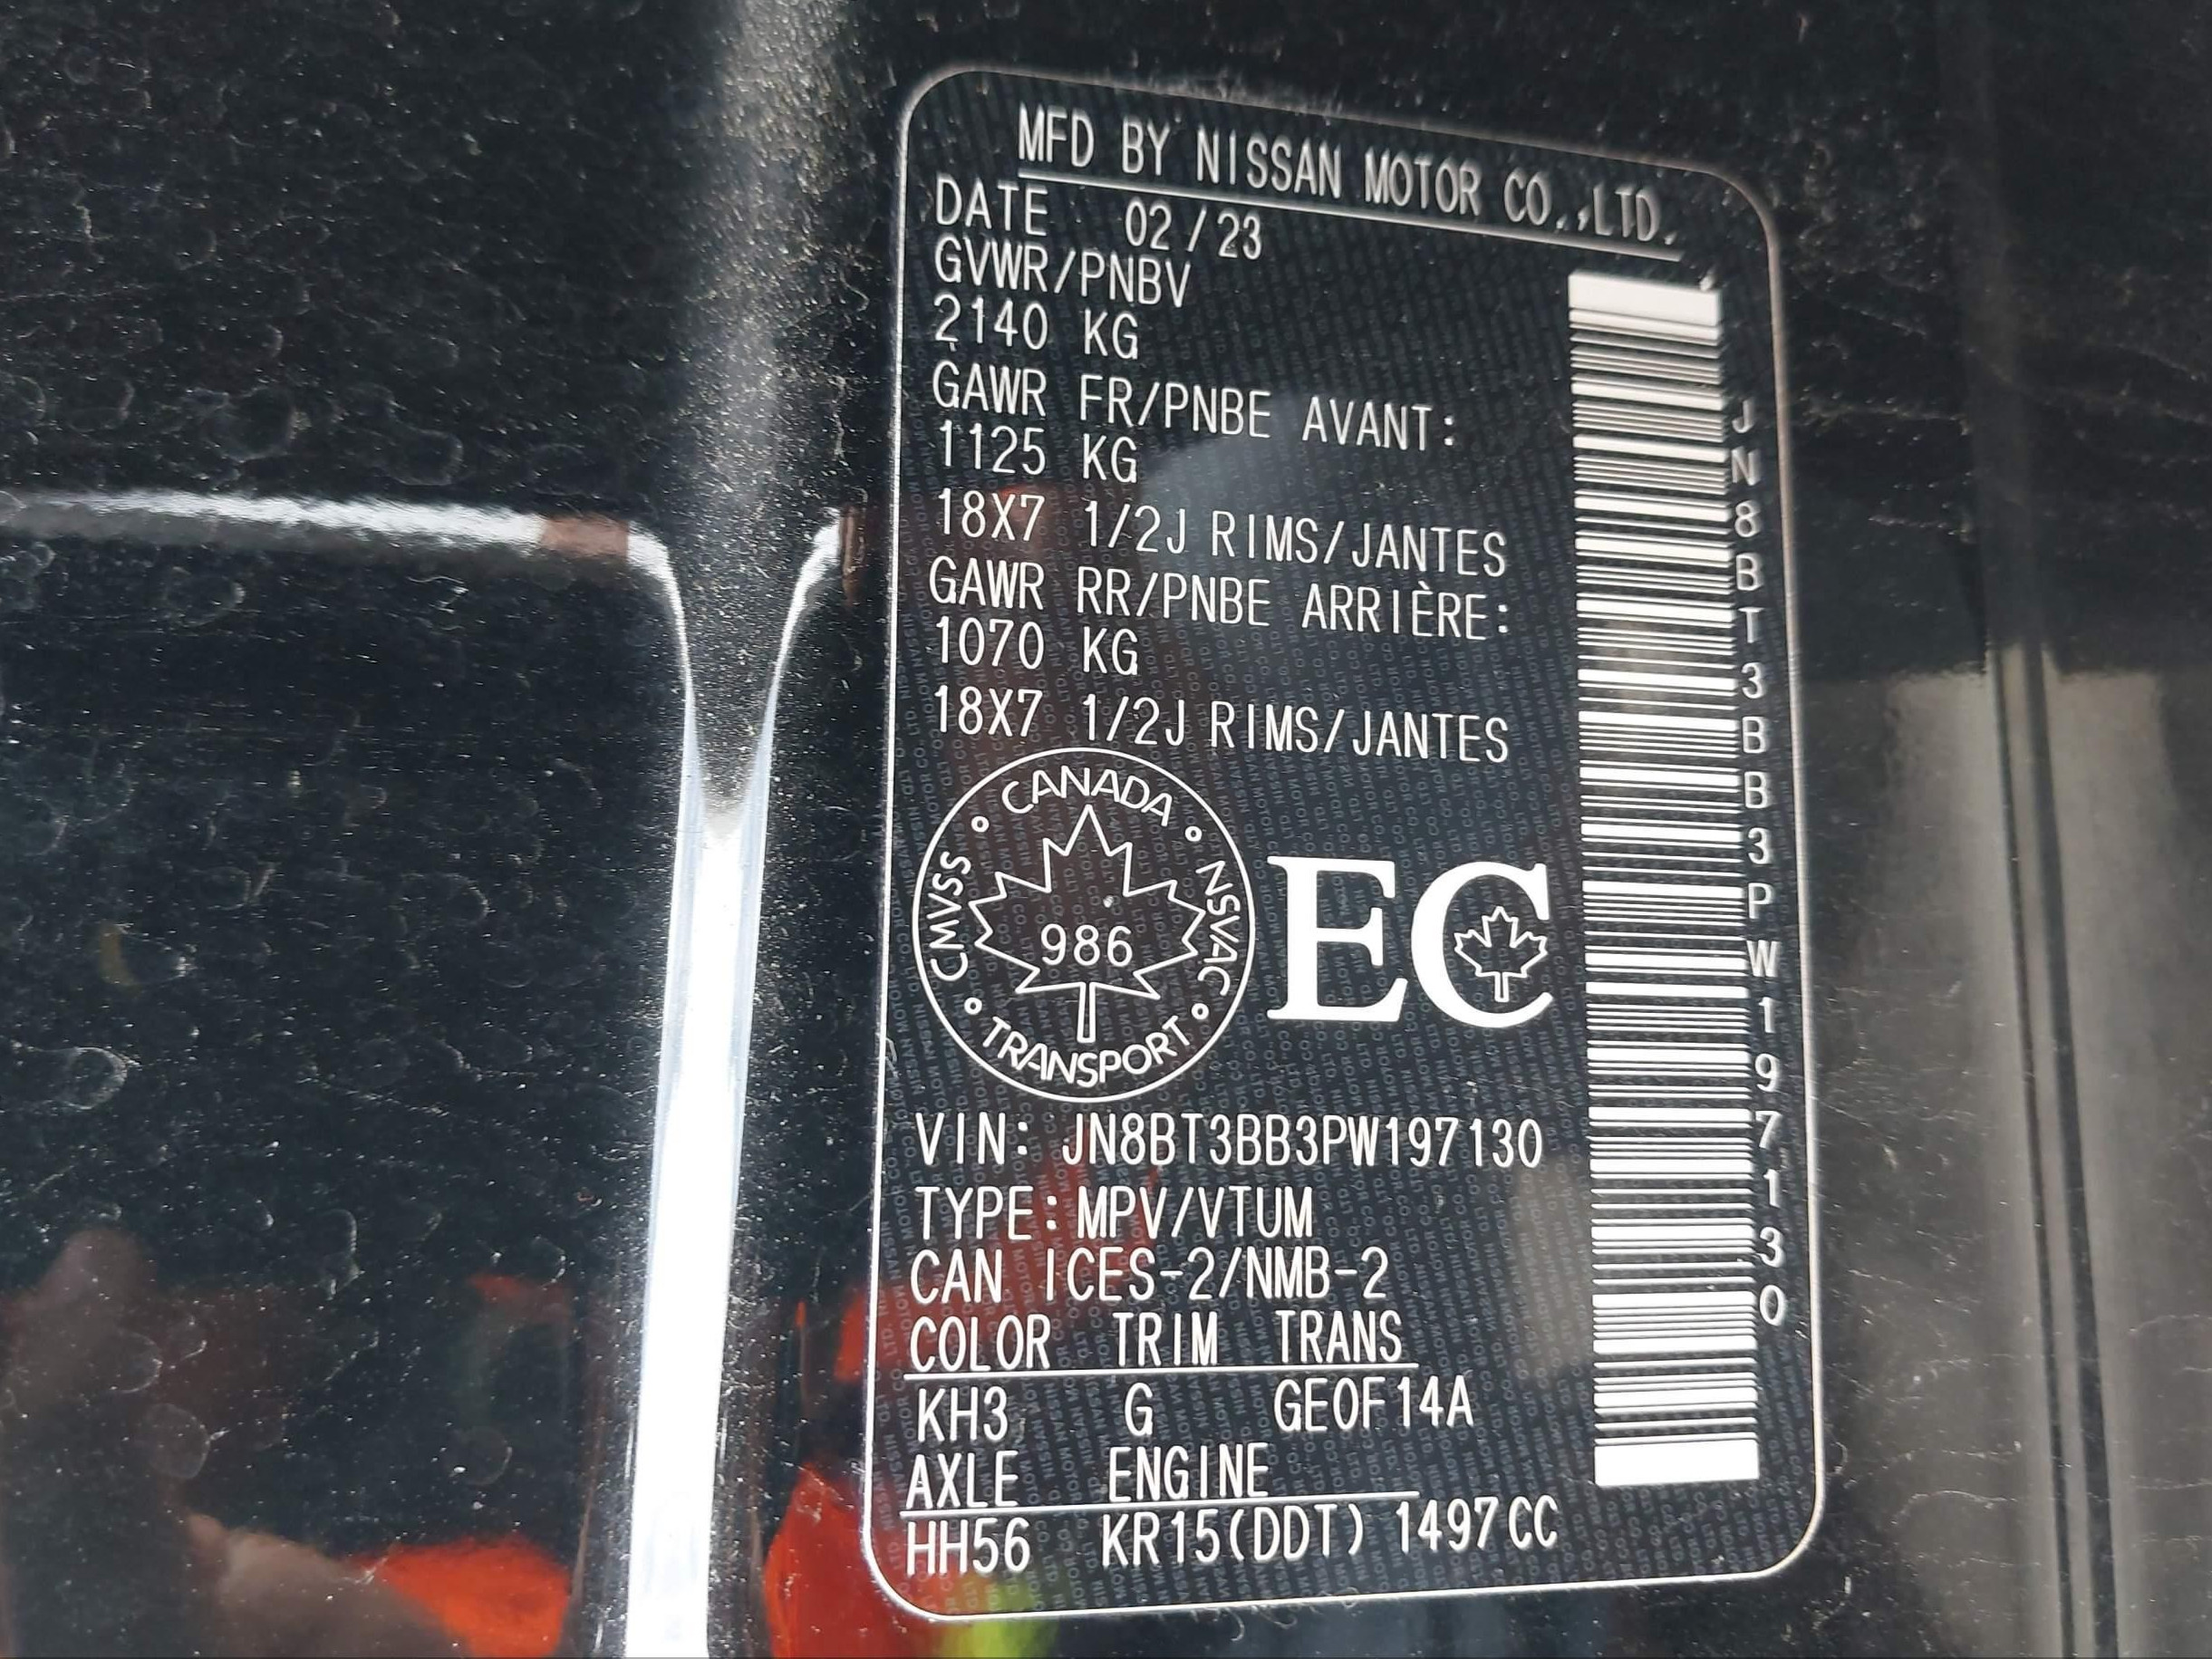 MFD BY NISSAN MOTOR CO.,LTD.
DATE 02/23
GVWR/PNBV
2140 KG
GAWR FR/PNBE AVANT:
1125 KG
18X7 1/2J RIMS/JANTES
GAWR RR/PNBE ARRIÈRE:
1070 KG
18X7 1/2J RIMS/JANTES
CANADA
CMVSS
NSVAC
986
TRANSPORT
EC
VIN: JN8BT3BB3PW197130
TYPE: MPV/VTUM
CAN ICES-2/NMB-2
COLOR TRIM TRANS
KH3 G GE0F14A
AXLE ENGINE
HH56 KR15(DDT) 1497CC
JN8BT3BB3PW197130